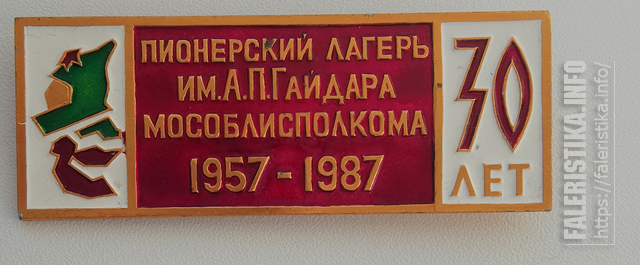 ПИОНЕРСКИЙ ЛАГЕРЬ
ИМ.А.П.ГАЙДАРА
МОСОБЛИСПОЛКОМА
1957-1987
30
ЛЕТ
FALERISTIKA.INFO
https://faleristika.info/